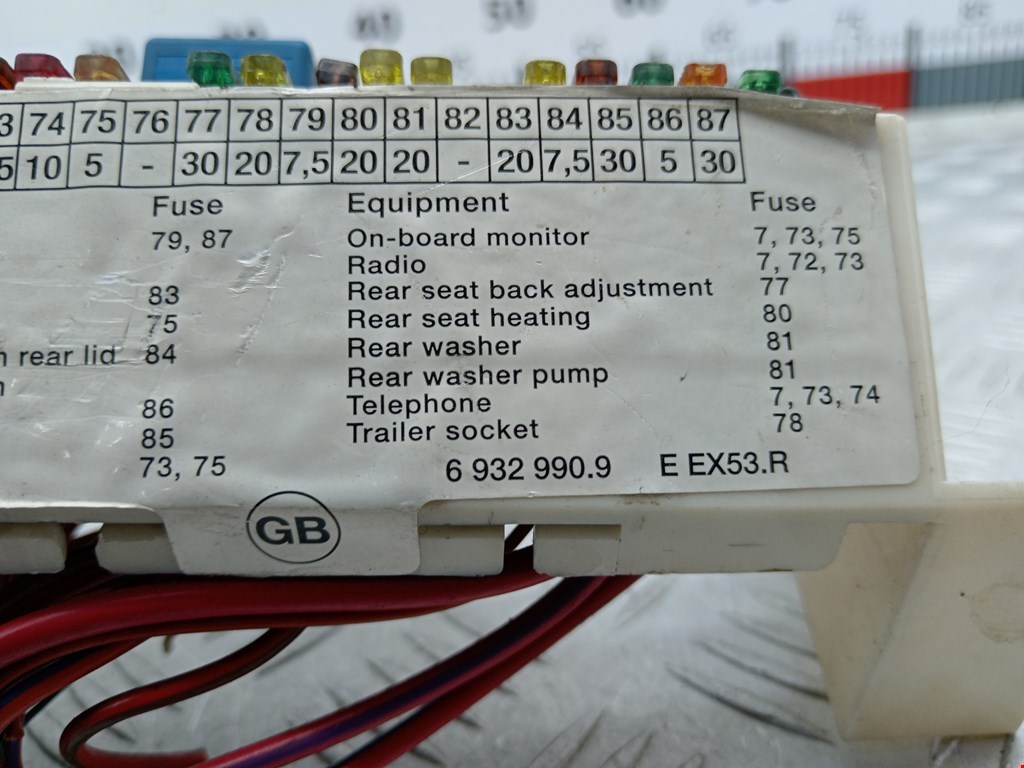 3 74 75 76 77 78 79 80 81 82 83 84 85 86 87
5 10 5 - 30 20 7,5 20 20 - 20 7,5 30 5 30
Fuse Equipment Fuse
79, 87 On-board monitor 7, 73, 75
Radio 7, 72, 73
83 Rear seat back adjustment 77
75 Rear seat heating 80
n rear lid 84 Rear washer 81
Rear washer pump 81
86 Telephone 7, 73, 74
85 Trailer socket 78
73, 75 6 932 990.9 E EX53.R
GB